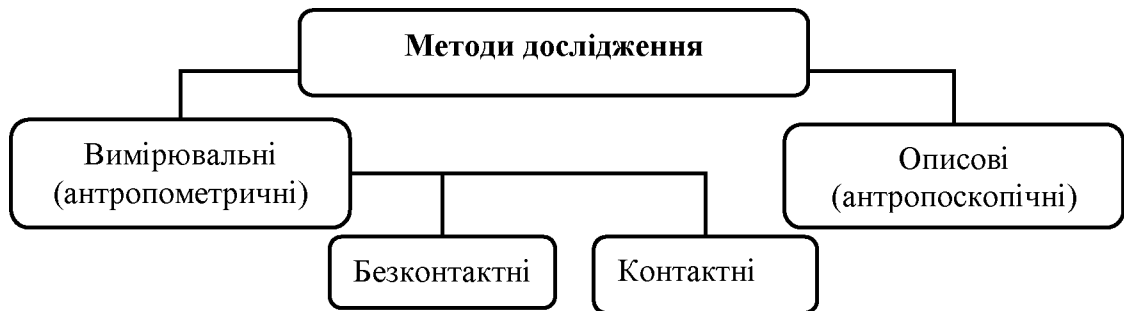 Методи дослідження
Вимірювальні
(антропометричні)
Описові
(антропоскопічні)
Безконтактні
Контактні